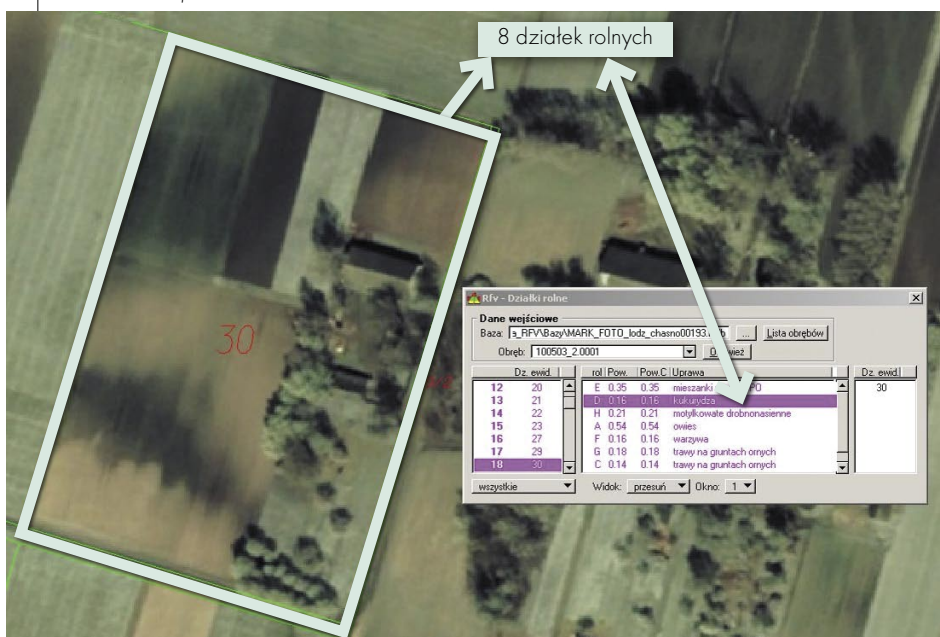 8 działek rolnych
30
Rfv - Działki rolne
Dane wejściowe
Baza: s_RFV\Bazy\MARK_FOTO_lodz_chasno00193. ... Lista obrębów
Obręb: 100503_2.0001
Dz. ewid. rol Pow. Pow.C Uprawa Dz. ewid.
12 20 E 0.35 0.35 mieszanki PO 30
13 21 D 0.16 0.16 kukurydza
14 22 H 0.21 0.21 motylkowate drobnonasienne
15 23 A 0.54 0.54 owies
16 27 F 0.16 0.16 warzywa
17 29 G 0.18 0.18 trawy na gruntach ornych
18 30 C 0.14 0.14 trawy na gruntach ornych
wszystkie Widok: przesuń Okno: 1